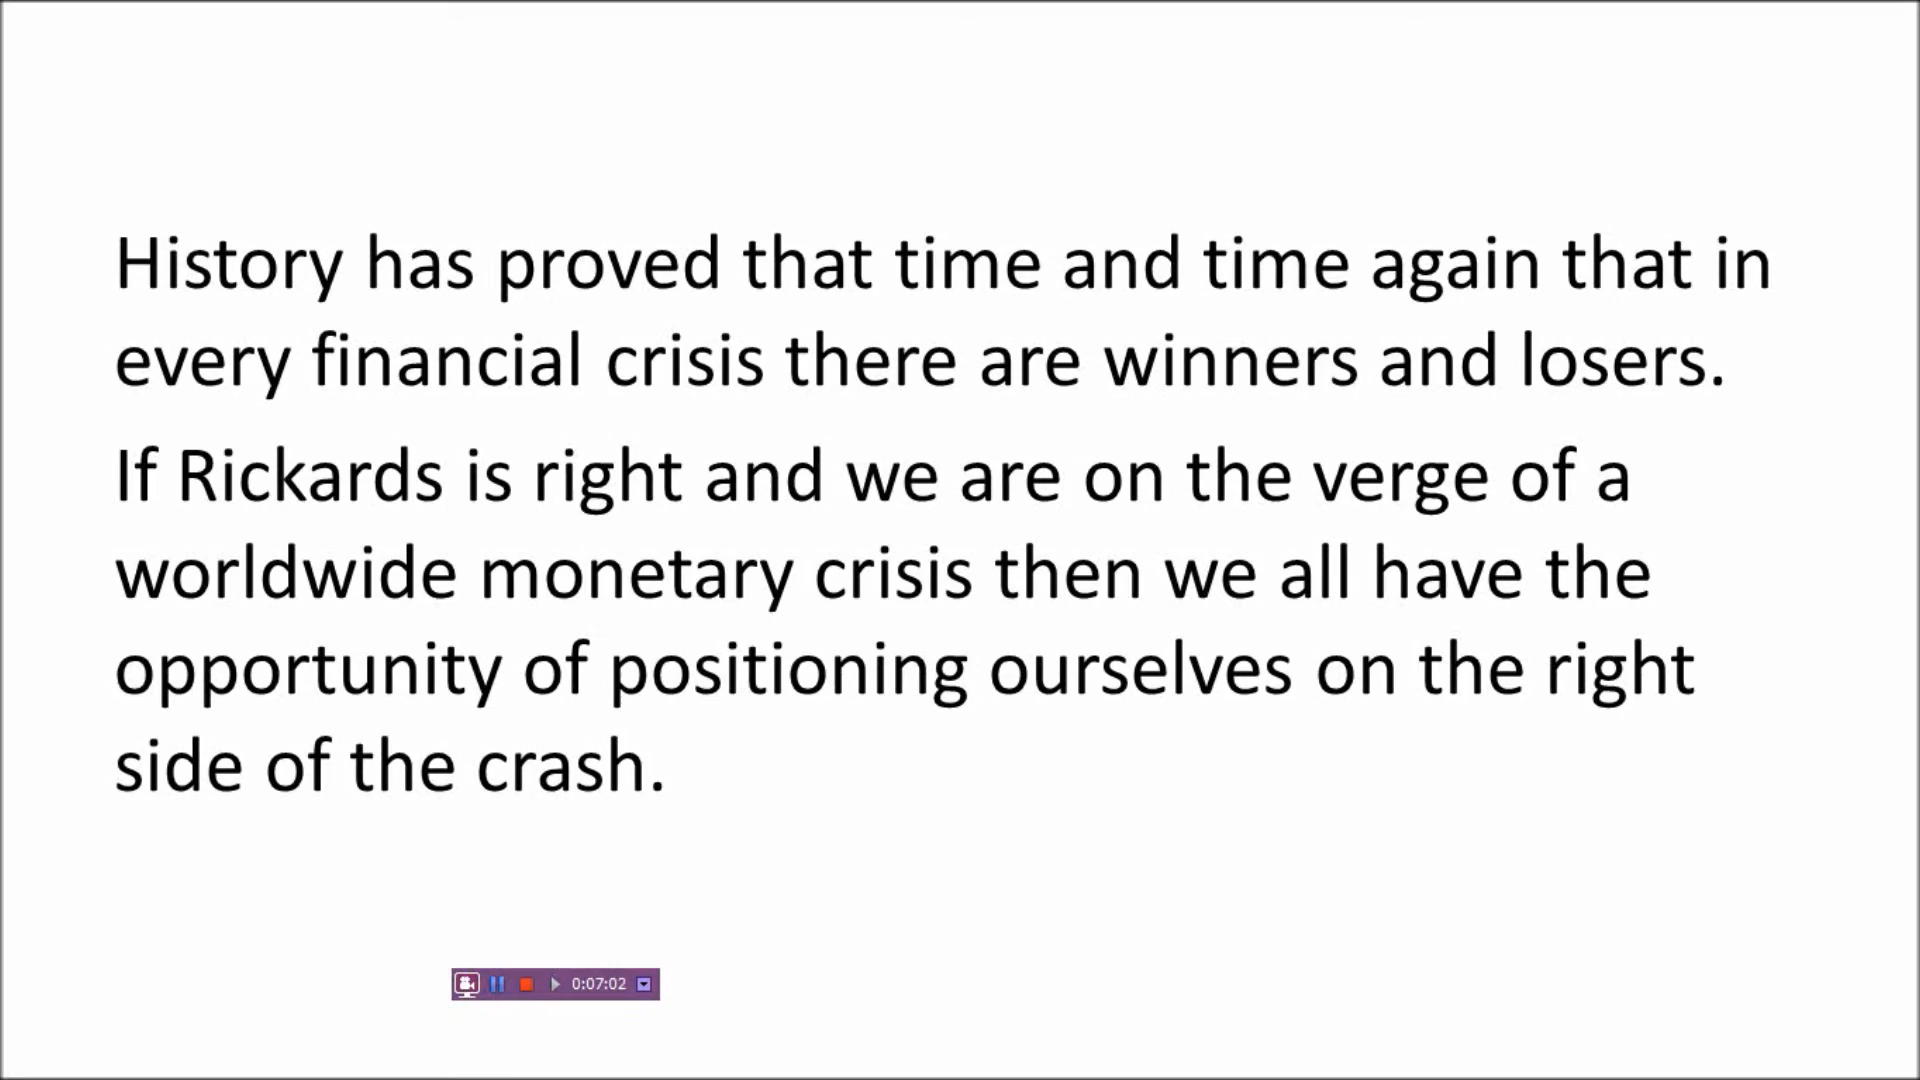 History has proved that time and time again that in
every financial crisis there are winners and losers.
If Rickards is right and we are on the verge of a
worldwide monetary crisis then we all have the
opportunity of positioning ourselves on the right
side of the crash.
0:07:02